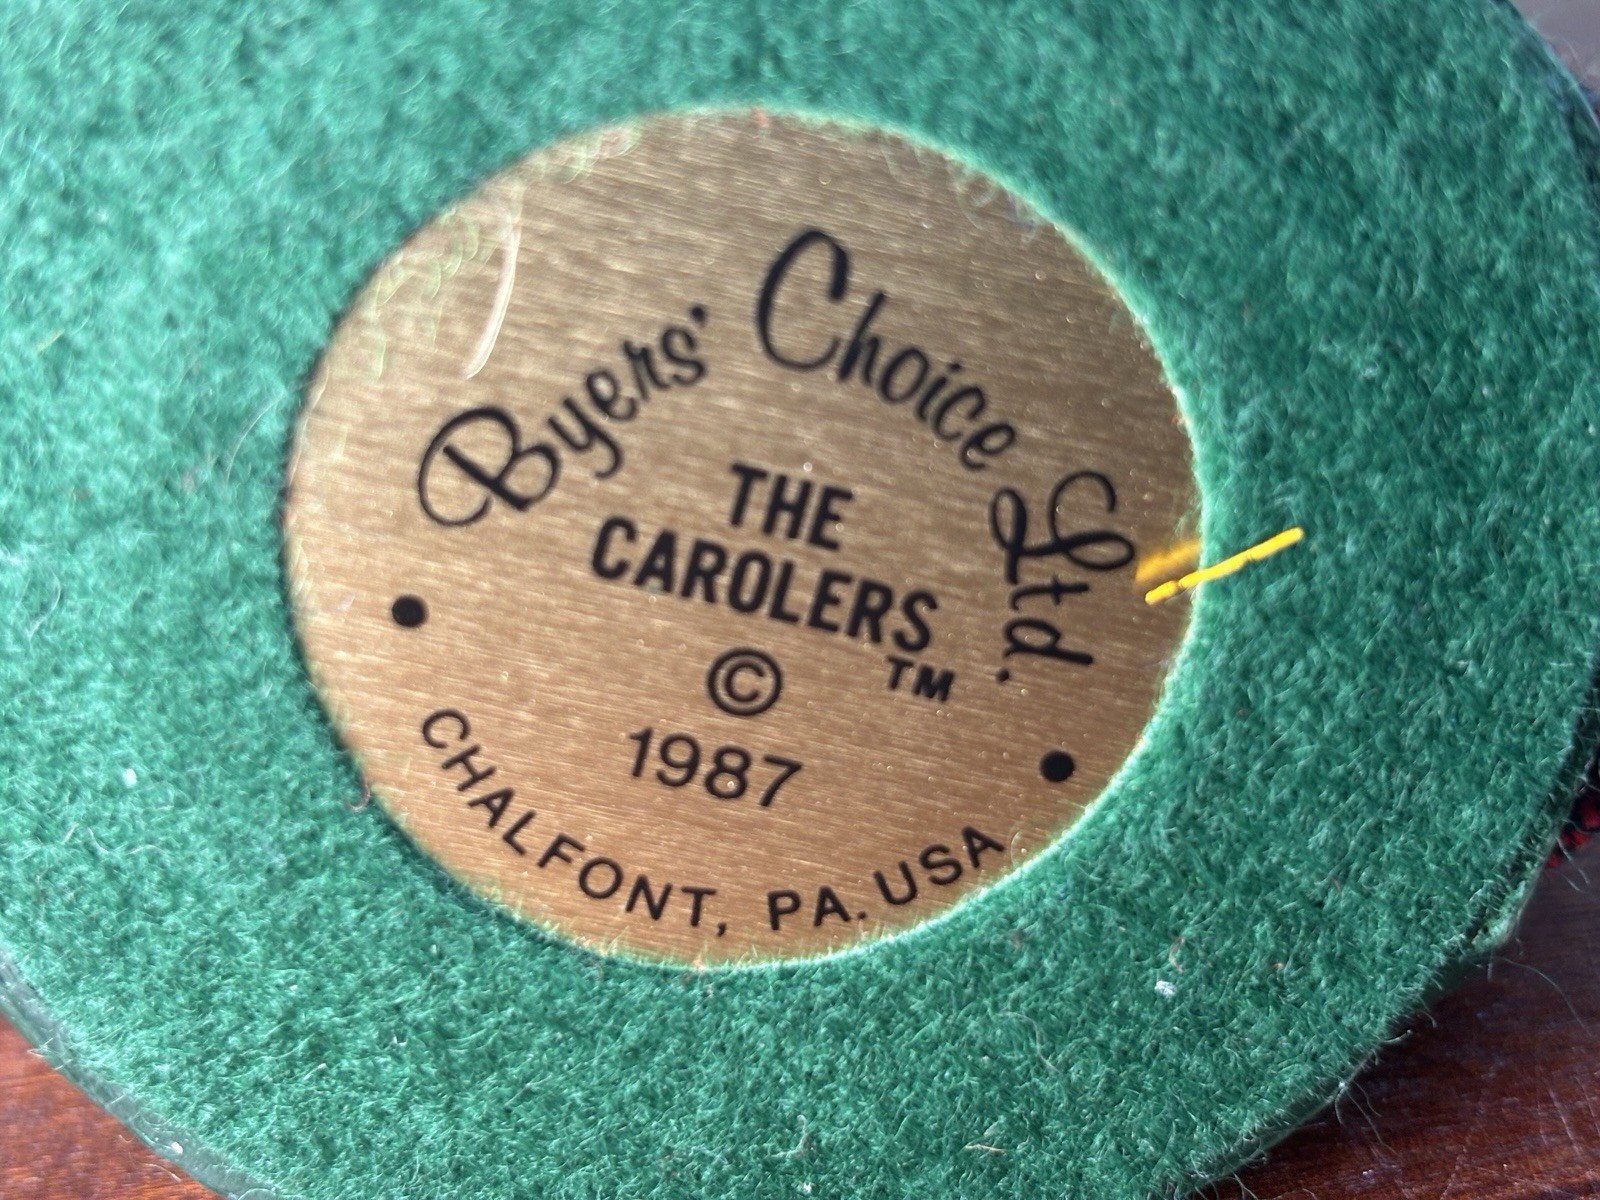 Byers' Choice Ltd.
THE
CAROLERS
TM
©
1987
CHALFONT, PA. USA